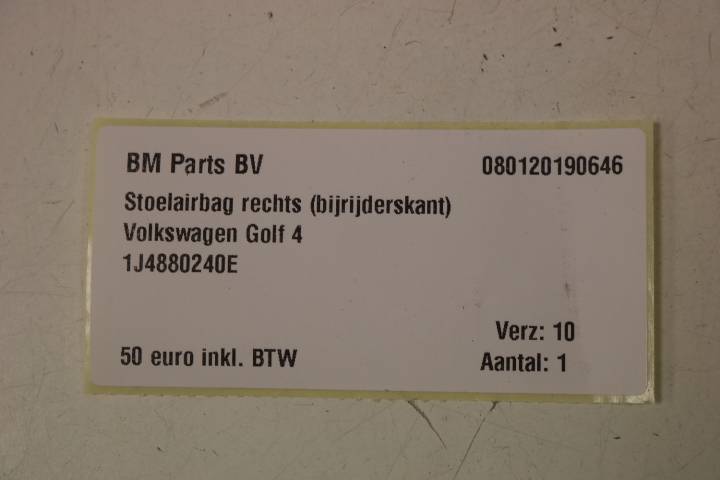 BM Parts BV 080120190646
Stoelairbag rechts (bijrijderskant)
Volkswagen Golf 4
1J4880240E
Verz: 10
50 euro inkl. BTW Aantal: 1